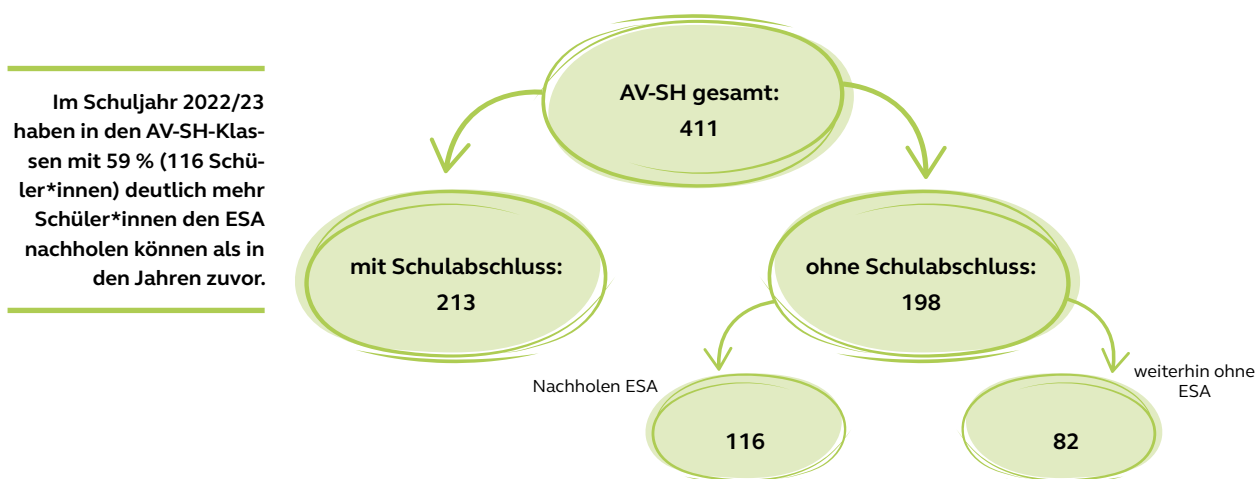 Im Schuljahr 2022/23
haben in den AV-SH-Klas-
sen mit 59 % (116 Schü-
ler*innen) deutlich mehr
Schüler*innen den ESA
nachholen können als in
den Jahren zuvor.
AV-SH gesamt:
411
mit Schulabschluss:
213
ohne Schulabschluss:
198
Nachholen ESA
116
weiterhin ohne
ESA
82